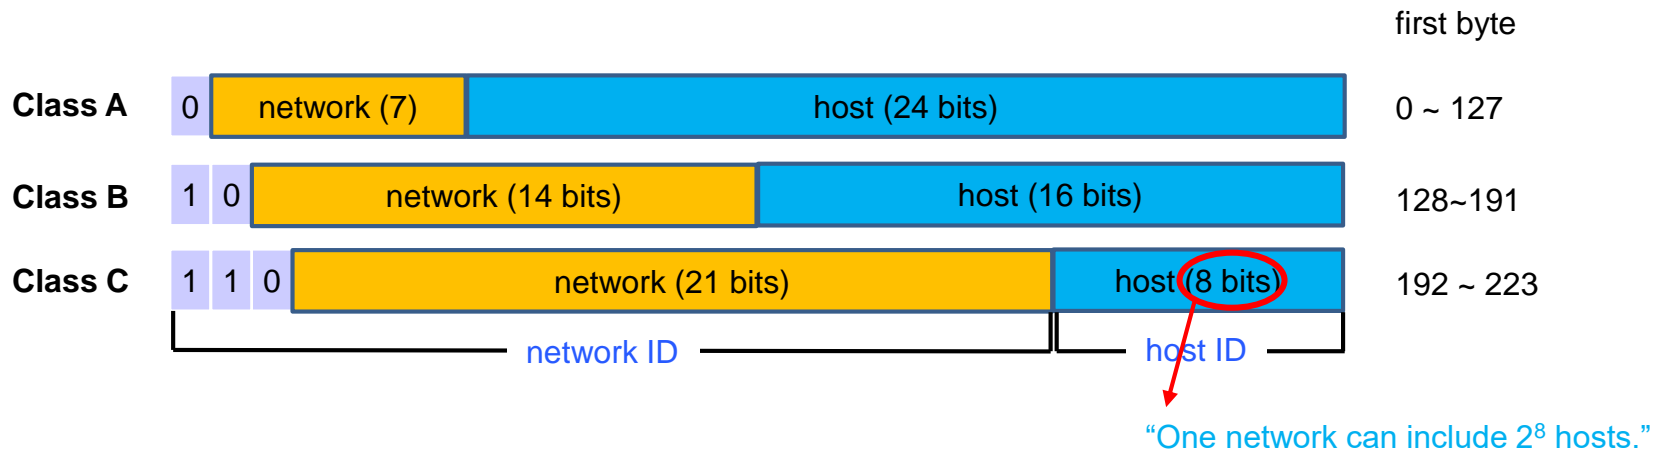 first byte
Class A 0 network (7) host (24 bits) 0 ~ 127
Class B 1 0 network (14 bits) host (16 bits) 128~191
Class C 1 1 0 network (21 bits) host (8 bits) 192 ~ 223
network ID host ID
“One network can include 2⁸ hosts.”